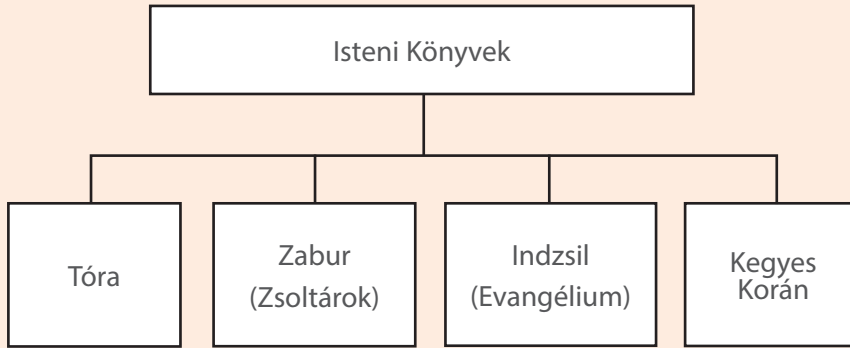 Isteni Könyvek
Tóra
Zabur
(Zsoltárok)
Indzsil
(Evangélium)
Kegyes
Korán